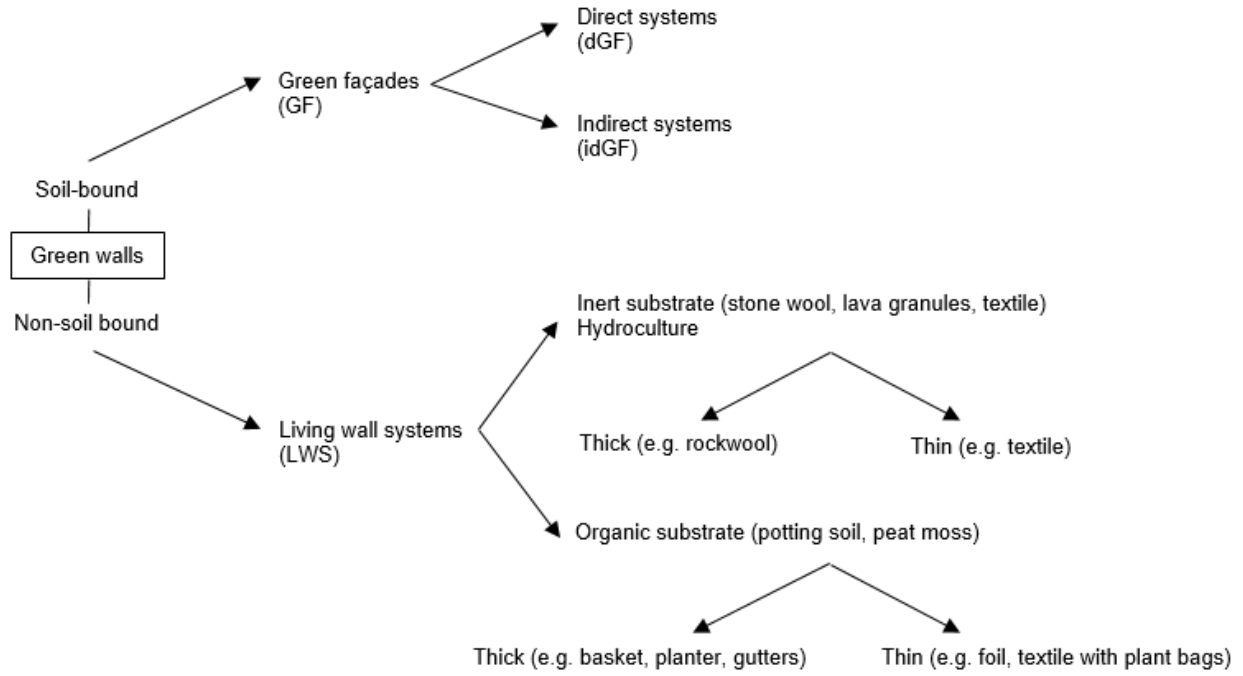 Direct systems
(dGF)
Green façades
(GF)
Indirect systems
(idGF)
Soil-bound
Green walls
Non-soil bound
Inert substrate (stone wool, lava granules, textile)
Hydroculture
Living wall systems
(LWS)
Thick (e.g. rockwool)
Thin (e.g. textile)
Organic substrate (potting soil, peat moss)
Thick (e.g. basket, planter, gutters)
Thin (e.g. foil, textile with plant bags)